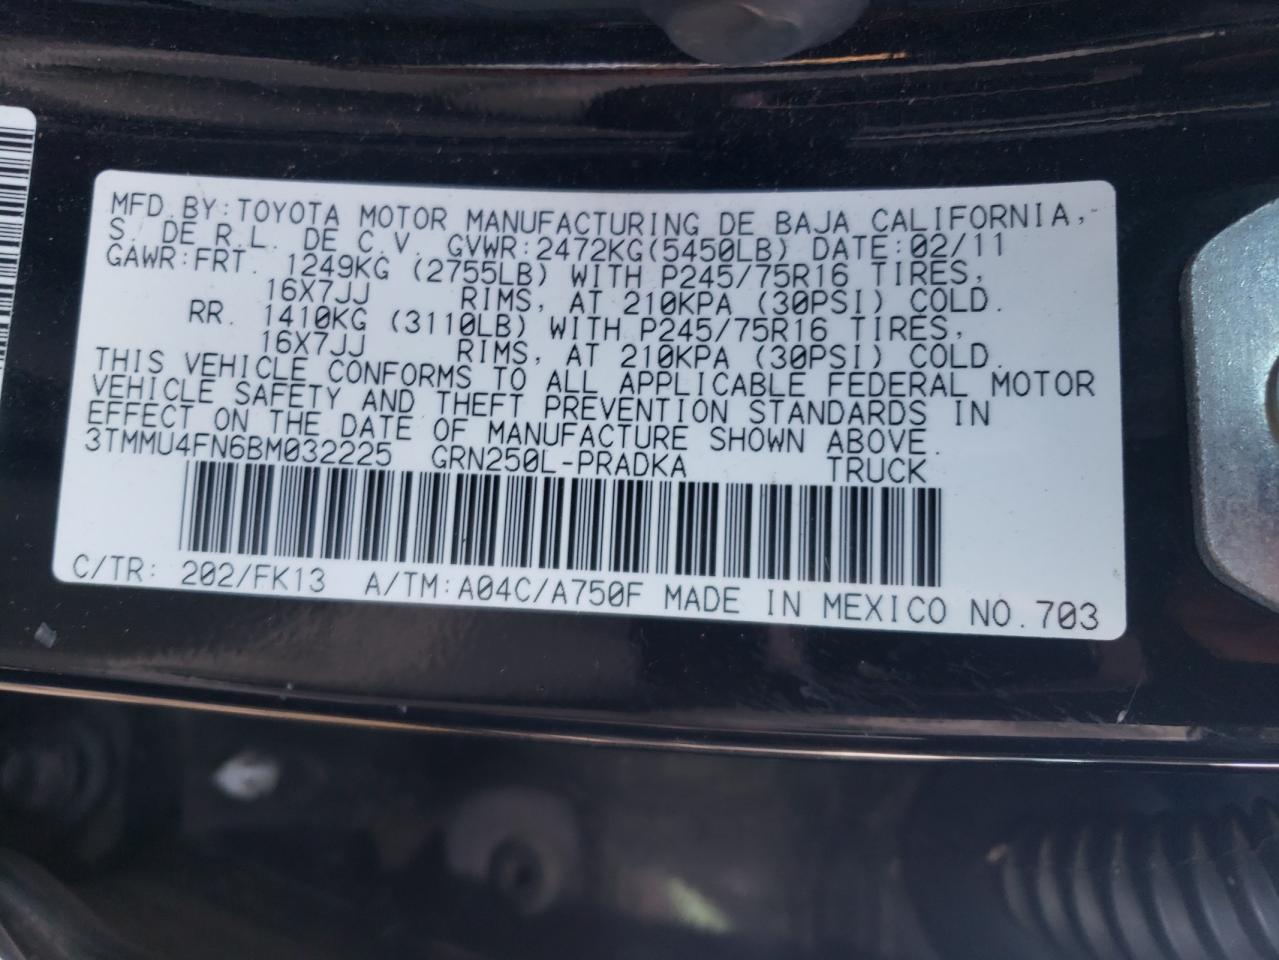 MFD.BY:TOYOTA MOTOR MANUFACTURING DE BAJA CALIFORNIA,
S. DE R.L. DE C.V. GVWR:2472KG(5450LB) DATE:02/11
GAWR:FRT. 1249KG (2755LB) WITH P245/75R16 TIRES,
16X7JJ RIMS, AT 210KPA (30PSI) COLD.
RR. 1410KG (3110LB) WITH P245/75R16 TIRES,
16X7JJ RIMS, AT 210KPA (30PSI) COLD.
THIS VEHICLE CONFORMS TO ALL APPLICABLE FEDERAL MOTOR
VEHICLE SAFETY AND THEFT PREVENTION STANDARDS IN
EFFECT ON THE DATE OF MANUFACTURE SHOWN ABOVE.
3TMMU4FN6BM032225 GRN250L-PRADKA TRUCK
C/TR: 202/FK13 A/TM:A04C/A750F MADE IN MEXICO NO.703